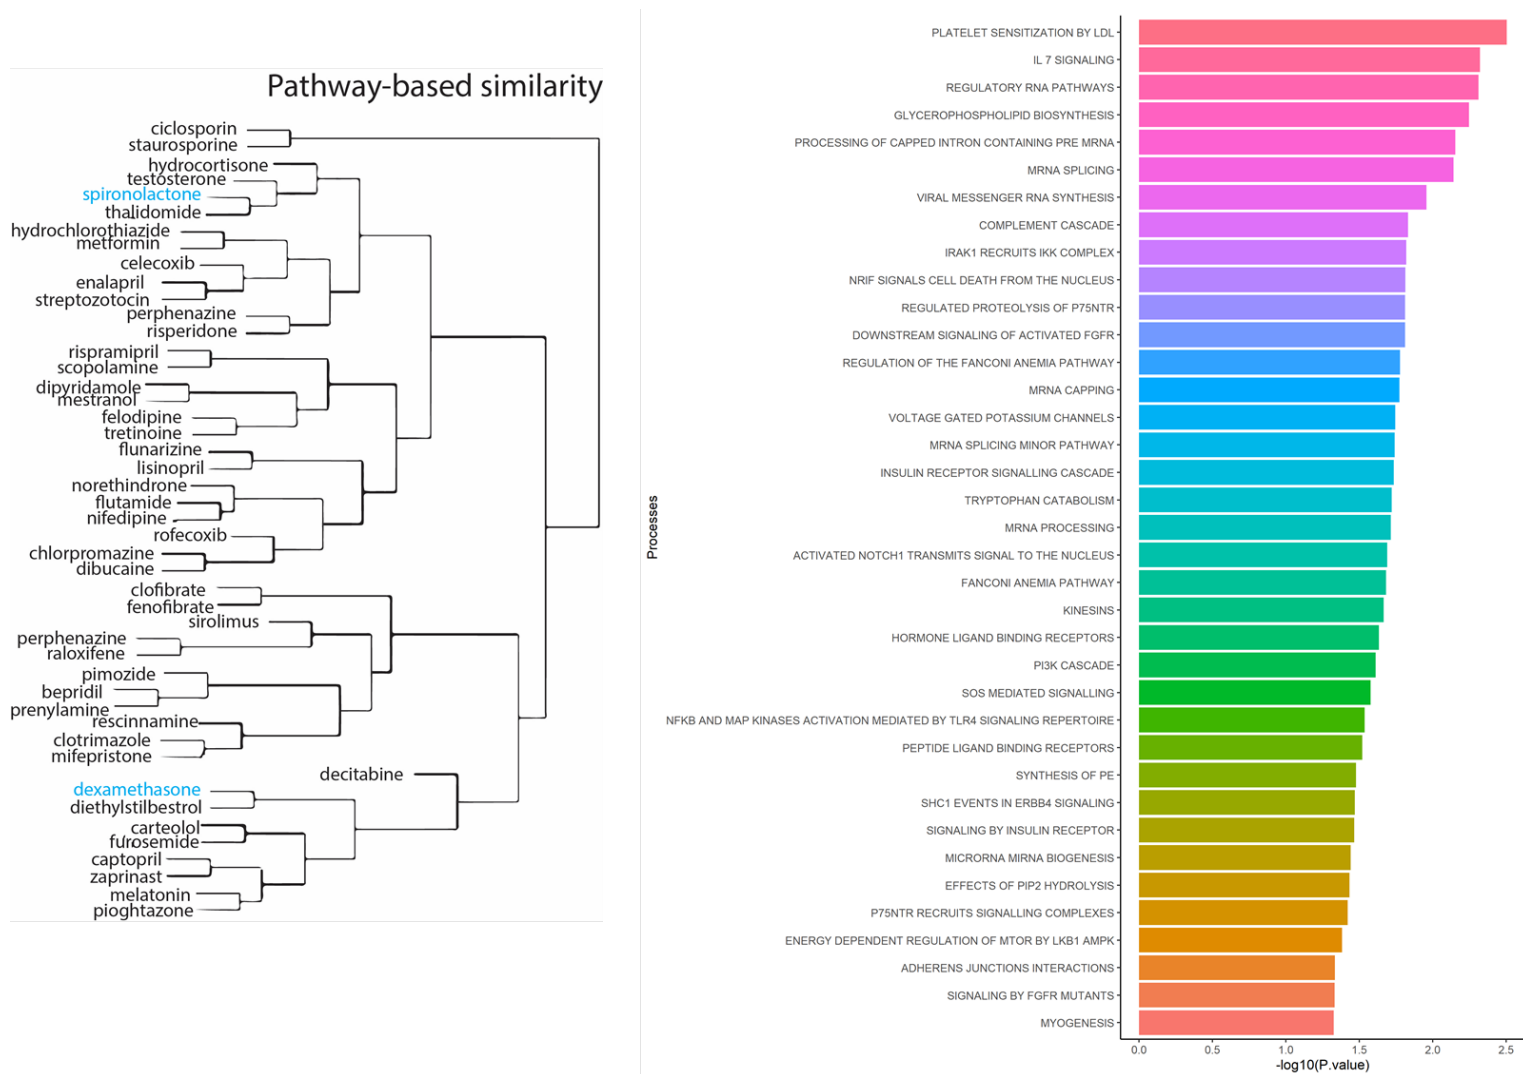 Pathway-based similarity
ciclosporin
staurosporine
hydrocortisone
testosterone
spironolactone
thalidomide
hydrochlorothiazide
metformin
celecoxib
enalapril
streptozotocin
perphenazine
risperidone
rispramipril
scopolamine
dipyridamole
mestranol
felodipine
tretinoine
flunarizine
lisinopril
norethindrone
flutamide
nifedipine
rofecoxib
chlorpromazine
dibucaine
clofibrate
fenofibrate
sirolimus
perphenazine
raloxifene
pimozide
bepridil
prenylamine
rescinnamine
clotrimazole
mifepristone
decitabine
dexamethasone
diethylstilbestrol
carteolol
furosemide
captopril
zaprinast
melatonin
pioghtazone
Processes
PLATELET SENSITIZATION BY LDL
IL 7 SIGNALING
REGULATORY RNA PATHWAYS
GLYCEROPHOSPHOLIPID BIOSYNTHESIS
PROCESSING OF CAPPED INTRON CONTAINING PRE MRNA
MRNA SPLICING
VIRAL MESSENGER RNA SYNTHESIS
COMPLEMENT CASCADE
IRAK1 RECRUITS IKK COMPLEX
NRIF SIGNALS CELL DEATH FROM THE NUCLEUS
REGULATED PROTEOLYSIS OF P75NTR
DOWNSTREAM SIGNALING OF ACTIVATED FGFR
REGULATION OF THE FANCONI ANEMIA PATHWAY
MRNA CAPPING
VOLTAGE GATED POTASSIUM CHANNELS
MRNA SPLICING MINOR PATHWAY
INSULIN RECEPTOR SIGNALLING CASCADE
TRYPTOPHAN CATABOLISM
MRNA PROCESSING
ACTIVATED NOTCH1 TRANSMITS SIGNAL TO THE NUCLEUS
FANCONI ANEMIA PATHWAY
KINESINS
HORMONE LIGAND BINDING RECEPTORS
PI3K CASCADE
SOS MEDIATED SIGNALLING
NFKB AND MAP KINASES ACTIVATION MEDIATED BY TLR4 SIGNALING REPERTOIRE
PEPTIDE LIGAND BINDING RECEPTORS
SYNTHESIS OF PE
SHC1 EVENTS IN ERBB4 SIGNALING
SIGNALING BY INSULIN RECEPTOR
MICRORNA MIRNA BIOGENESIS
EFFECTS OF PIP2 HYDROLYSIS
P75NTR RECRUITS SIGNALLING COMPLEXES
ENERGY DEPENDENT REGULATION OF MTOR BY LKB1 AMPK
ADHERENS JUNCTIONS INTERACTIONS
SIGNALING BY FGFR MUTANTS
MYOGENESIS
0.0 0.5 1.0 1.5 2.0 2.5
-log10(P.value)